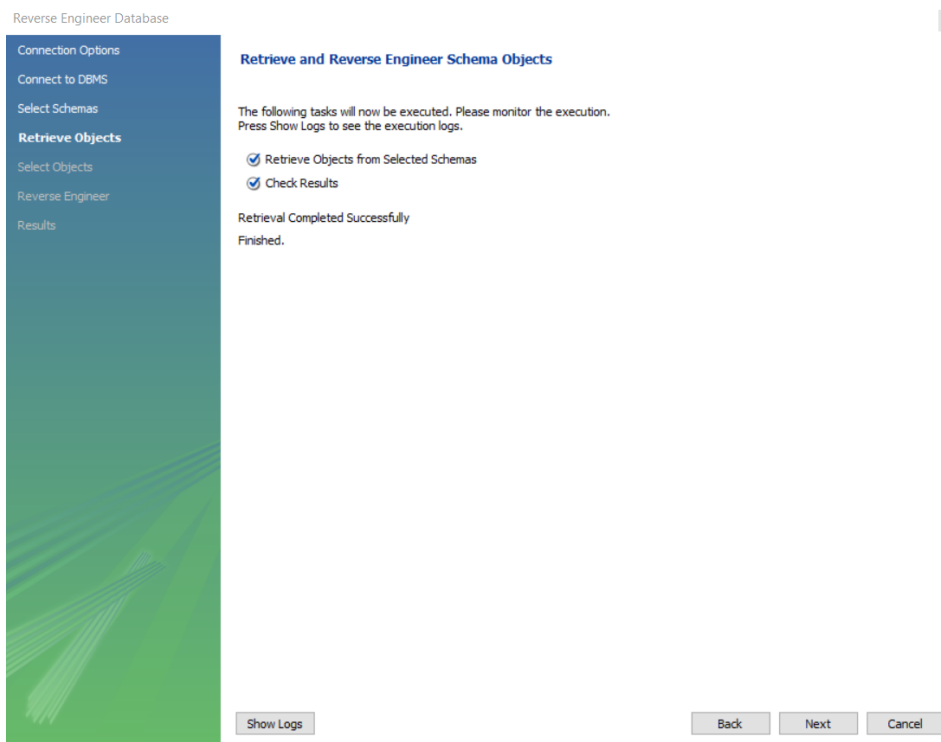 Reverse Engineer Database
Connection Options
Connect to DBMS
Select Schemas
Retrieve Objects
Select Objects
Reverse Engineer
Results
Retrieve and Reverse Engineer Schema Objects
The following tasks will now be executed. Please monitor the execution.
Press Show Logs to see the execution logs.
Retrieve Objects from Selected Schemas
Check Results
Retrieval Completed Successfully
Finished.
Show Logs
Back
Next
Cancel